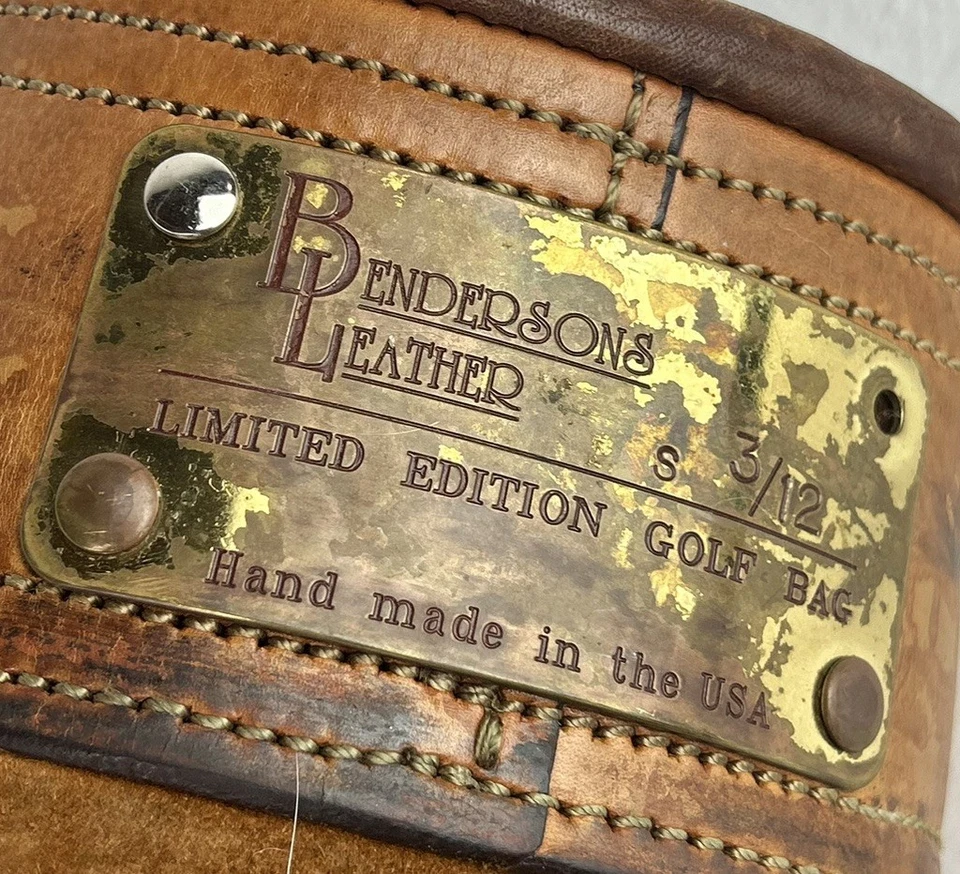 BENDERSONS
LEATHER
S 3/12
LIMITED EDITION GOLF BAG
Hand made in the USA